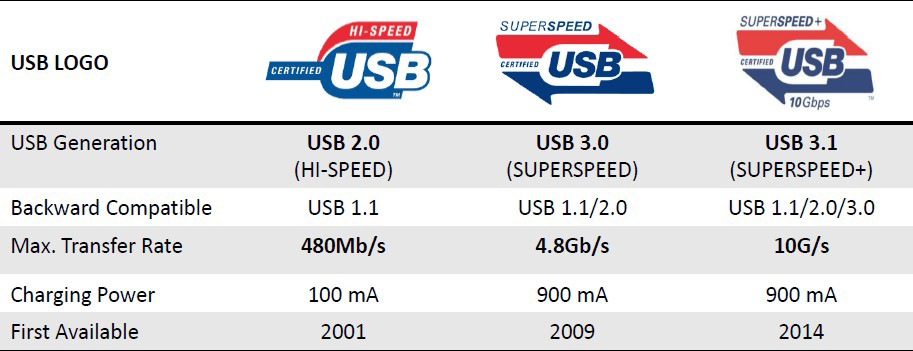 USB LOGO
HI-SPEED
CERTIFIED USB TM
SUPERSPEED
CERTIFIED USB
SUPERSPEED+
CERTIFIED USB
10Gbps TM
USB Generation USB 2.0 USB 3.0 USB 3.1
(HI-SPEED) (SUPERSPEED) (SUPERSPEED+)
Backward Compatible USB 1.1 USB 1.1/2.0 USB 1.1/2.0/3.0
Max. Transfer Rate 480Mb/s 4.8Gb/s 10G/s
Charging Power 100 mA 900 mA 900 mA
First Available 2001 2009 2014